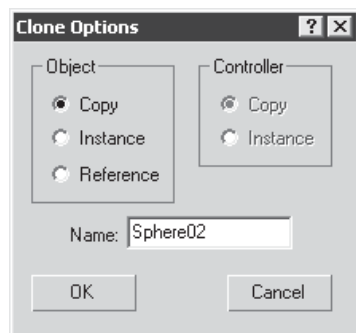 Clone Options ? ×
Object
Copy
Instance
Reference
Controller
Copy
Instance
Name: Sphere02
OK Cancel